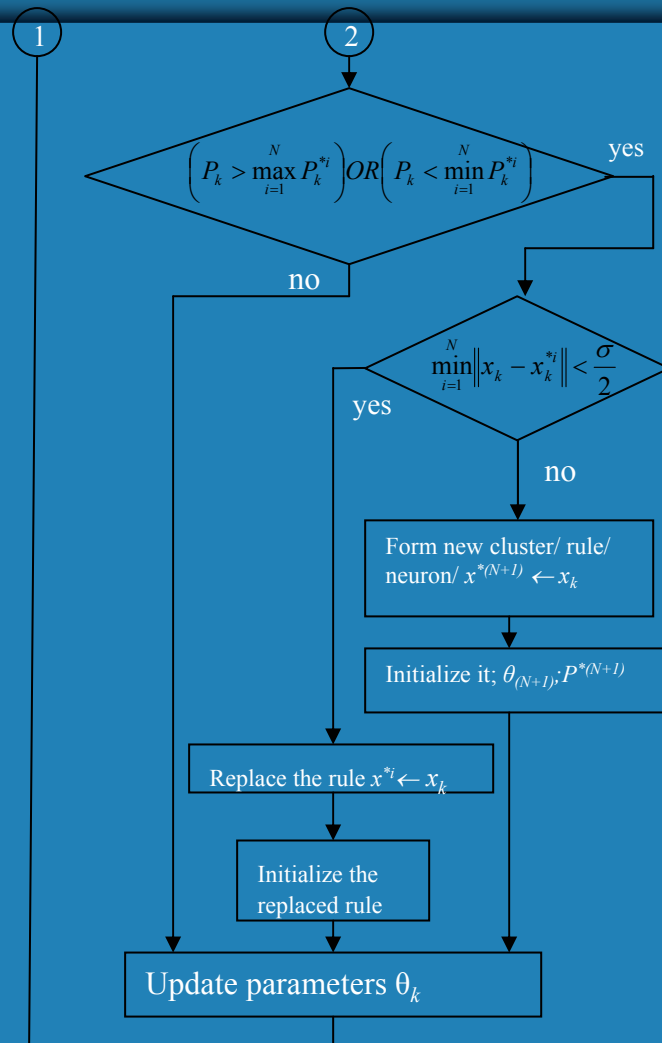 1
2
(P_k > max_{i=1}^{N} P_k^{*i}) OR (P_k < min_{i=1}^{N} P_k^{*i})
yes
no
min_{i=1}^{N} ||x_k − x_k^{*i}|| < σ/2
yes
no
Form new cluster/ rule/
neuron/ x^{*(N+1)} ← x_k
Initialize it; θ_{(N+1)}; P^{*(N+1)}
Replace the rule x^{*i} ← x_k
Initialize the
replaced rule
Update parameters θ_k